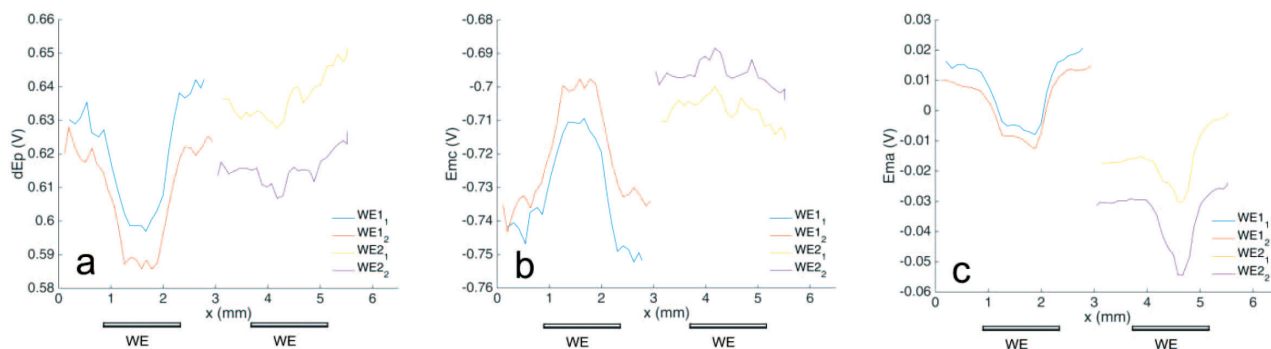 0.66
0.65
0.64
0.63
0.62
0.61
0.6
0.59
0.58
dEp (V)
0 1 2 3 4 5 6
x (mm)
WE1₁
WE1₂
WE2₁
WE2₂
a
WE WE
-0.68
-0.69
-0.7
-0.71
-0.72
-0.73
-0.74
-0.75
-0.76
Emc (V)
0 1 2 3 4 5 6
x (mm)
WE1₁
WE1₂
WE2₁
WE2₂
b
WE WE
0.03
0.02
0.01
0
-0.01
-0.02
-0.03
-0.04
-0.05
-0.06
Ema (V)
0 1 2 3 4 5 6
x (mm)
WE1₁
WE1₂
WE2₁
WE2₂
c
WE WE